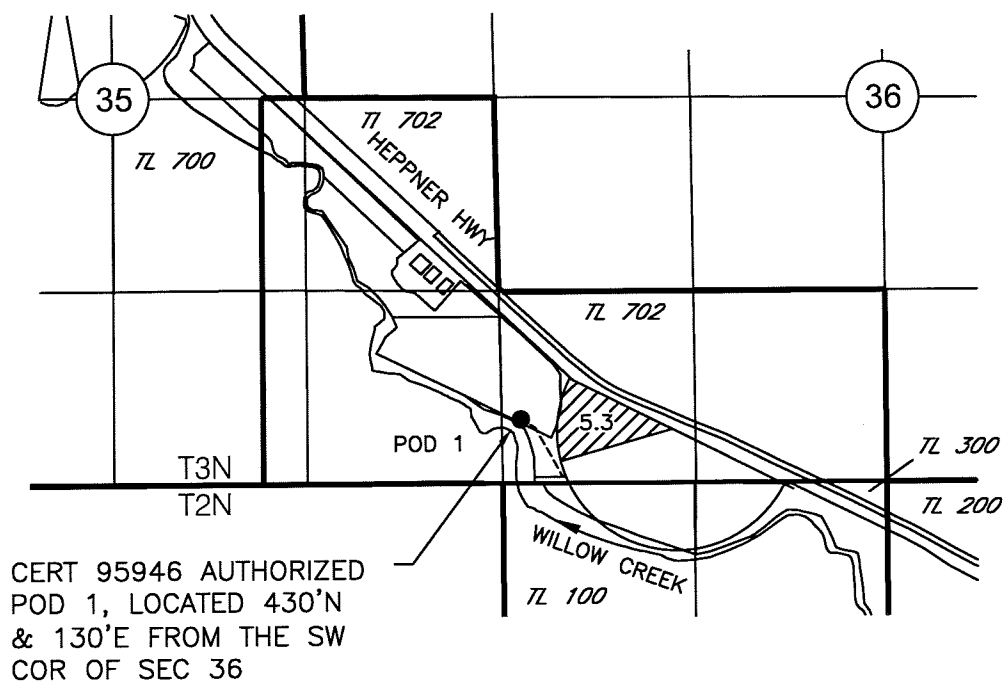 35
36
Tl 702
TL 700
HEPPNER HWY
TL 702
5.3
POD 1
TL 300
T3N
T2N
TL 200
WILLOW CREEK
TL 100
CERT 95946 AUTHORIZED
POD 1, LOCATED 430'N
& 130'E FROM THE SW
COR OF SEC 36